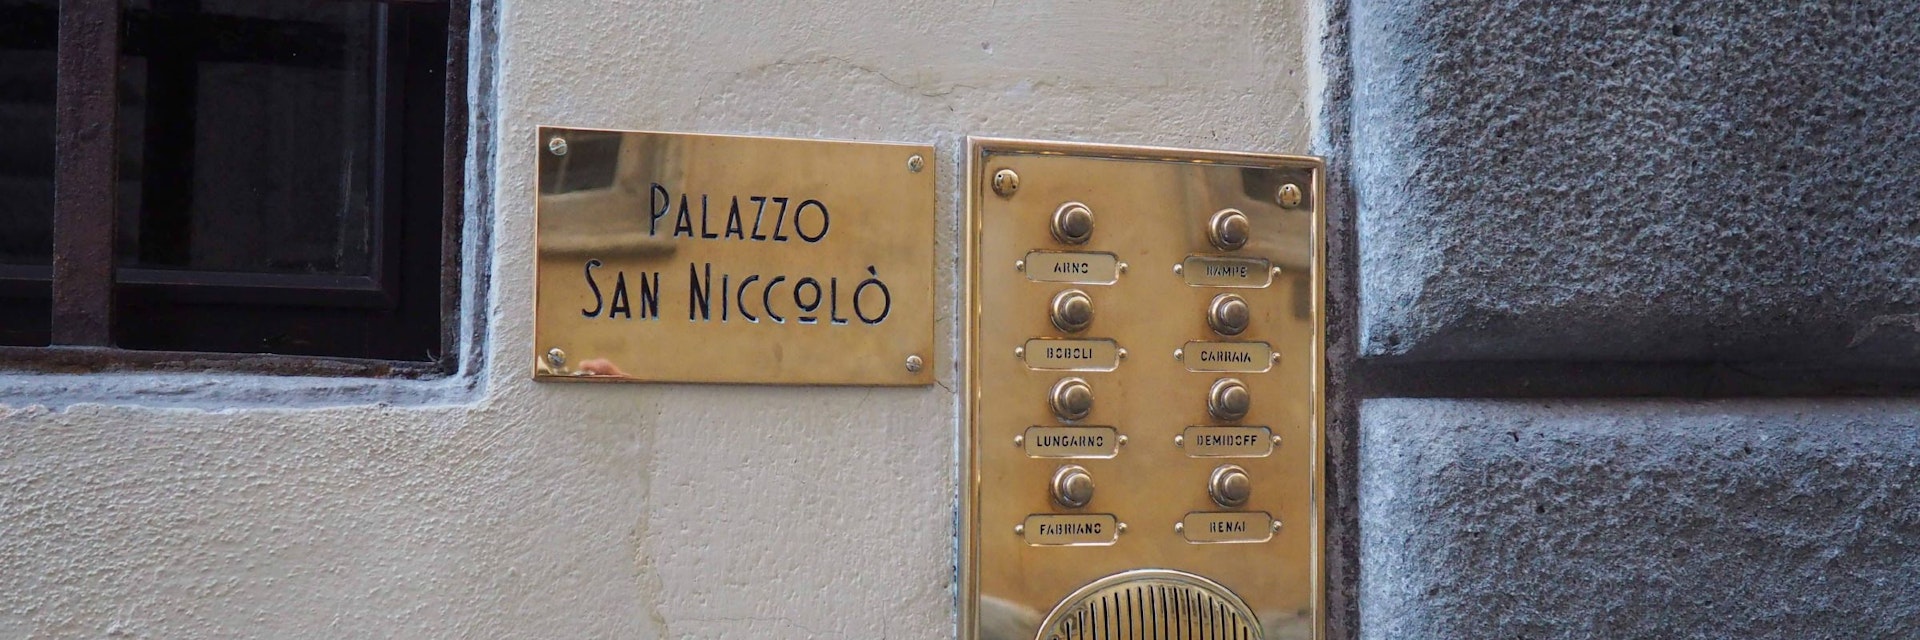 PALAZZO
SAN NICCOLÒ
ARNO
RAMPE
BOBOLI
CARRAIA
LUNGARNO
DEMIDOFF
FABRIANO
RENAI